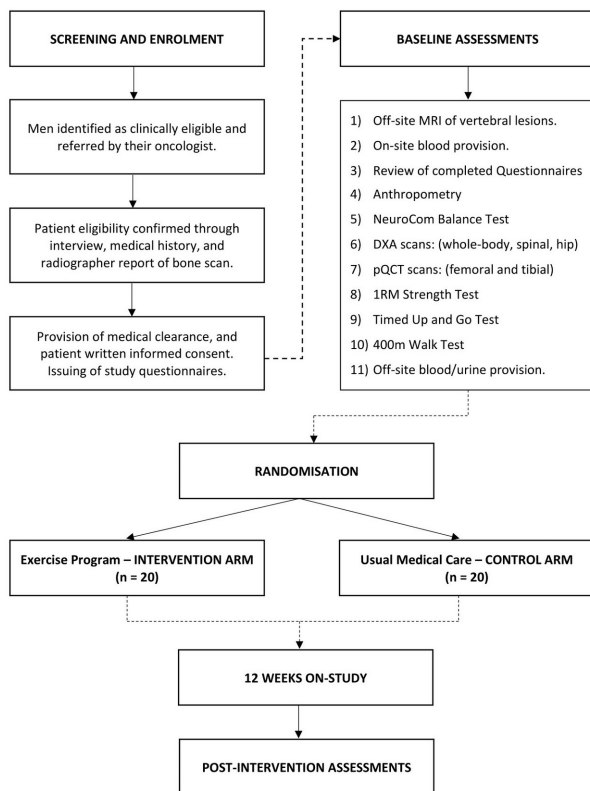 SCREENING AND ENROLMENT
Men identified as clinically eligible and
referred by their oncologist.
Patient eligibility confirmed through
interview, medical history, and
radiographer report of bone scan.
Provision of medical clearance, and
patient written informed consent.
Issuing of study questionnaires.
BASELINE ASSESSMENTS
1) Off-site MRI of vertebral lesions.
2) On-site blood provision.
3) Review of completed Questionnaires
4) Anthropometry
5) NeuroCom Balance Test
6) DXA scans: (whole-body, spinal, hip)
7) pQCT scans: (femoral and tibial)
8) 1RM Strength Test
9) Timed Up and Go Test
10) 400m Walk Test
11) Off-site blood/urine provision.
RANDOMISATION
Exercise Program – INTERVENTION ARM
(n = 20)
Usual Medical Care – CONTROL ARM
(n = 20)
12 WEEKS ON-STUDY
POST-INTERVENTION ASSESSMENTS